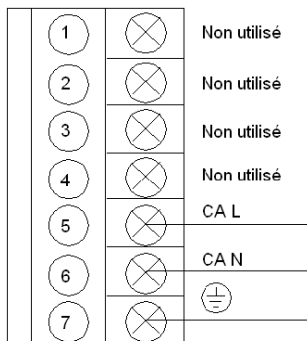 1 Non utilisé
2 Non utilisé
3 Non utilisé
4 Non utilisé
5 CA L
6 CA N
7